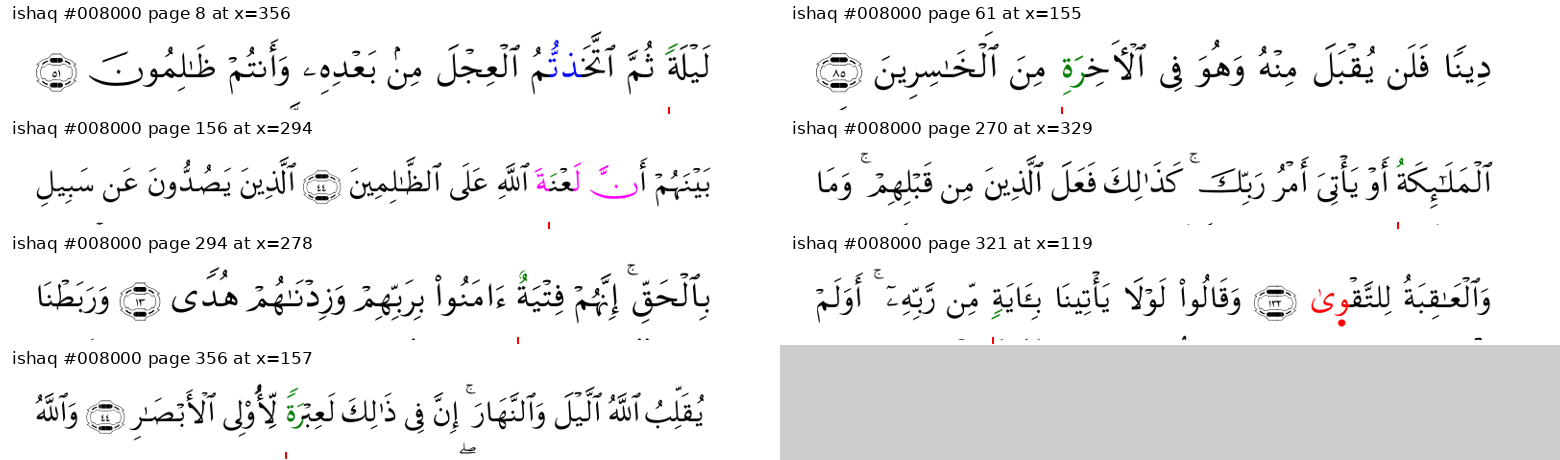 ishaq #008000 page 8 at x=356
لَيْلَةً ثُمَّ ٱتَّخَذتُّمُ ٱلْعِجْلَ مِنۢ بَعْدِهِۦ وَأَنتُمْ ظَـٰلِمُونَ ٥١
ishaq #008000 page 61 at x=155
دِينًا فَلَن يُقْبَلَ مِنْهُ وَهُوَ فِى ٱلْـَٔاخِرَةِ مِنَ ٱلْخَـٰسِرِينَ ٨٥
ishaq #008000 page 156 at x=294
بَيْنَهُمْ أَنَّ لَعْنَةَ ٱللَّهِ عَلَى ٱلظَّـٰلِمِينَ ٤٤ ٱلَّذِينَ يَصُدُّونَ عَن سَبِيلِ
ishaq #008000 page 270 at x=329
ٱلْمَلَـٰٓئِكَةُ أَوْ يَأْتِىَ أَمْرُ رَبِّكَ ۚ كَذَٰلِكَ فَعَلَ ٱلَّذِينَ مِن قَبْلِهِمْ ۚ وَمَا
ishaq #008000 page 294 at x=278
بِٱلْحَقِّ ۚ إِنَّهُمْ فِتْيَةٌ ءَامَنُوا۟ بِرَبِّهِمْ وَزِدْنَـٰهُمْ هُدًى ١٣ وَرَبَطْنَا
ishaq #008000 page 321 at x=119
وَٱلْعَـٰقِبَةُ لِلتَّقْوَىٰ ١٣٢ وَقَالُوا۟ لَوْلَا يَأْتِينَا بِـَٔايَةٍ مِّن رَّبِّهِۦٓ ۚ أَوَلَمْ
ishaq #008000 page 356 at x=157
يُقَلِّبُ ٱللَّهُ ٱلَّيْلَ وَٱلنَّهَارَ ۚ إِنَّ فِى ذَٰلِكَ لَعِبْرَةً لِّأُو۟لِى ٱلْأَبْصَـٰرِ ٤٤ وَٱللَّهُ